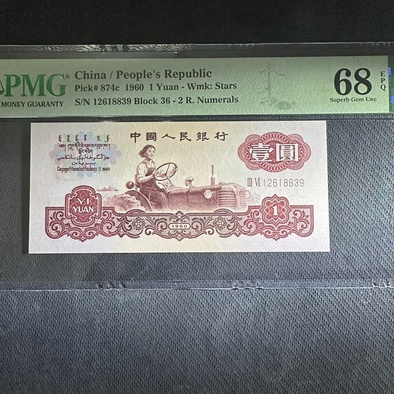 PMG
MONEY GUARANTY
China / People's Republic
Pick# 874c 1960 1 Yuan - Wmk: Stars
S/N 12618839 Block 36 - 2 R. Numerals
68
EPQ
Superb Gem Unc
中國人民銀行
壹圓
III VI 12618839
YI
YUAN
1960
1